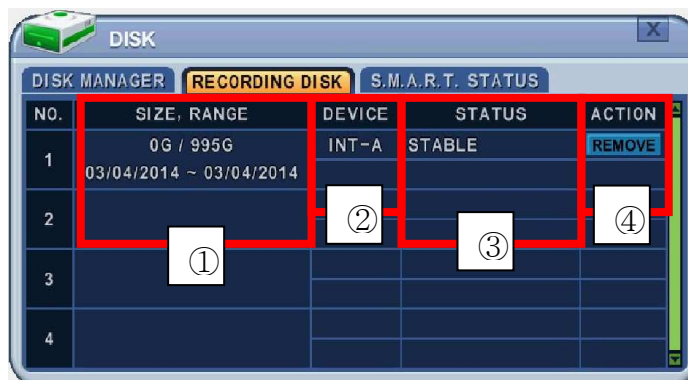 DISK
X
DISK MANAGER RECORDING DISK S.M.A.R.T. STATUS
NO. SIZE, RANGE DEVICE STATUS ACTION
1 0G / 995G INT-A STABLE REMOVE
03/04/2014 ~ 03/04/2014
2
① ② ③ ④
3
4